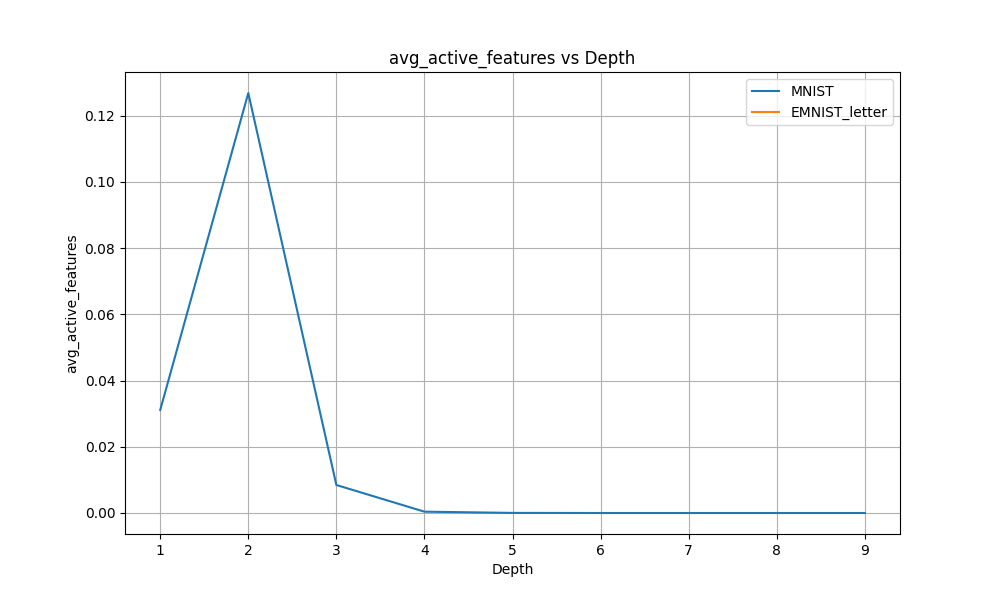 avg_active_features vs Depth
MNIST
EMNIST_letter
avg_active_features
0.12
0.10
0.08
0.06
0.04
0.02
0.00
1 2 3 4 5 6 7 8 9
Depth